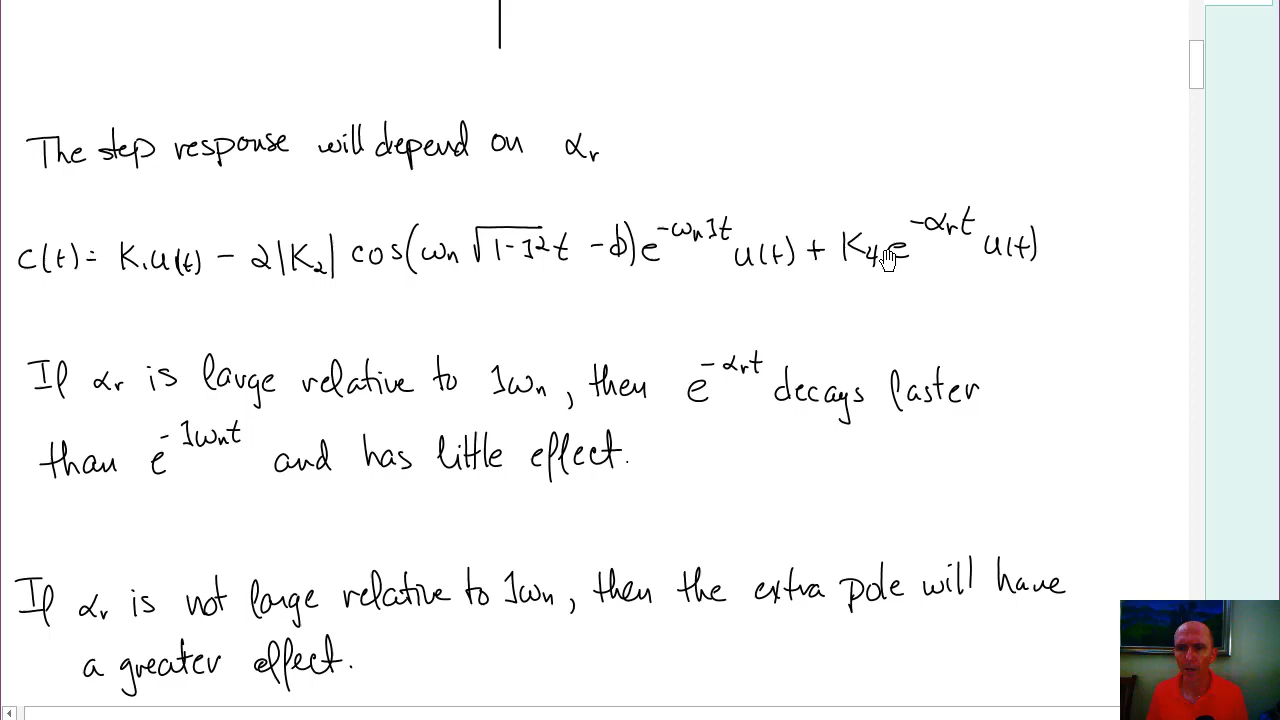 The step response will depend on αr
c(t) = K₁u(t) - 2|K₂| cos(ωn √(1-ζ²) t - φ) e^(-ωnζt) u(t) + K₄ e^(-αrt) u(t)
If αr is large relative to ζωn, then e^(-αrt) decays faster
than e^(-ζωnt) and has little effect.
If αr is not large relative to ζωn, then the extra pole will have
a greater effect.